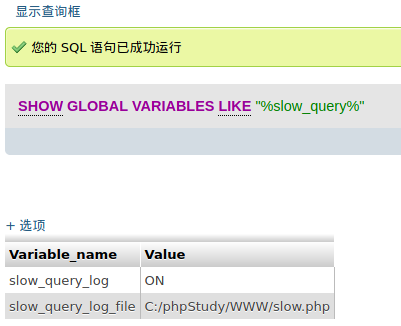 显示查询框
您的 SQL 语句已成功运行
SHOW GLOBAL VARIABLES LIKE "%slow_query%"
+ 选项
Variable_name Value
slow_query_log ON
slow_query_log_file C:/phpStudy/WWW/slow.php